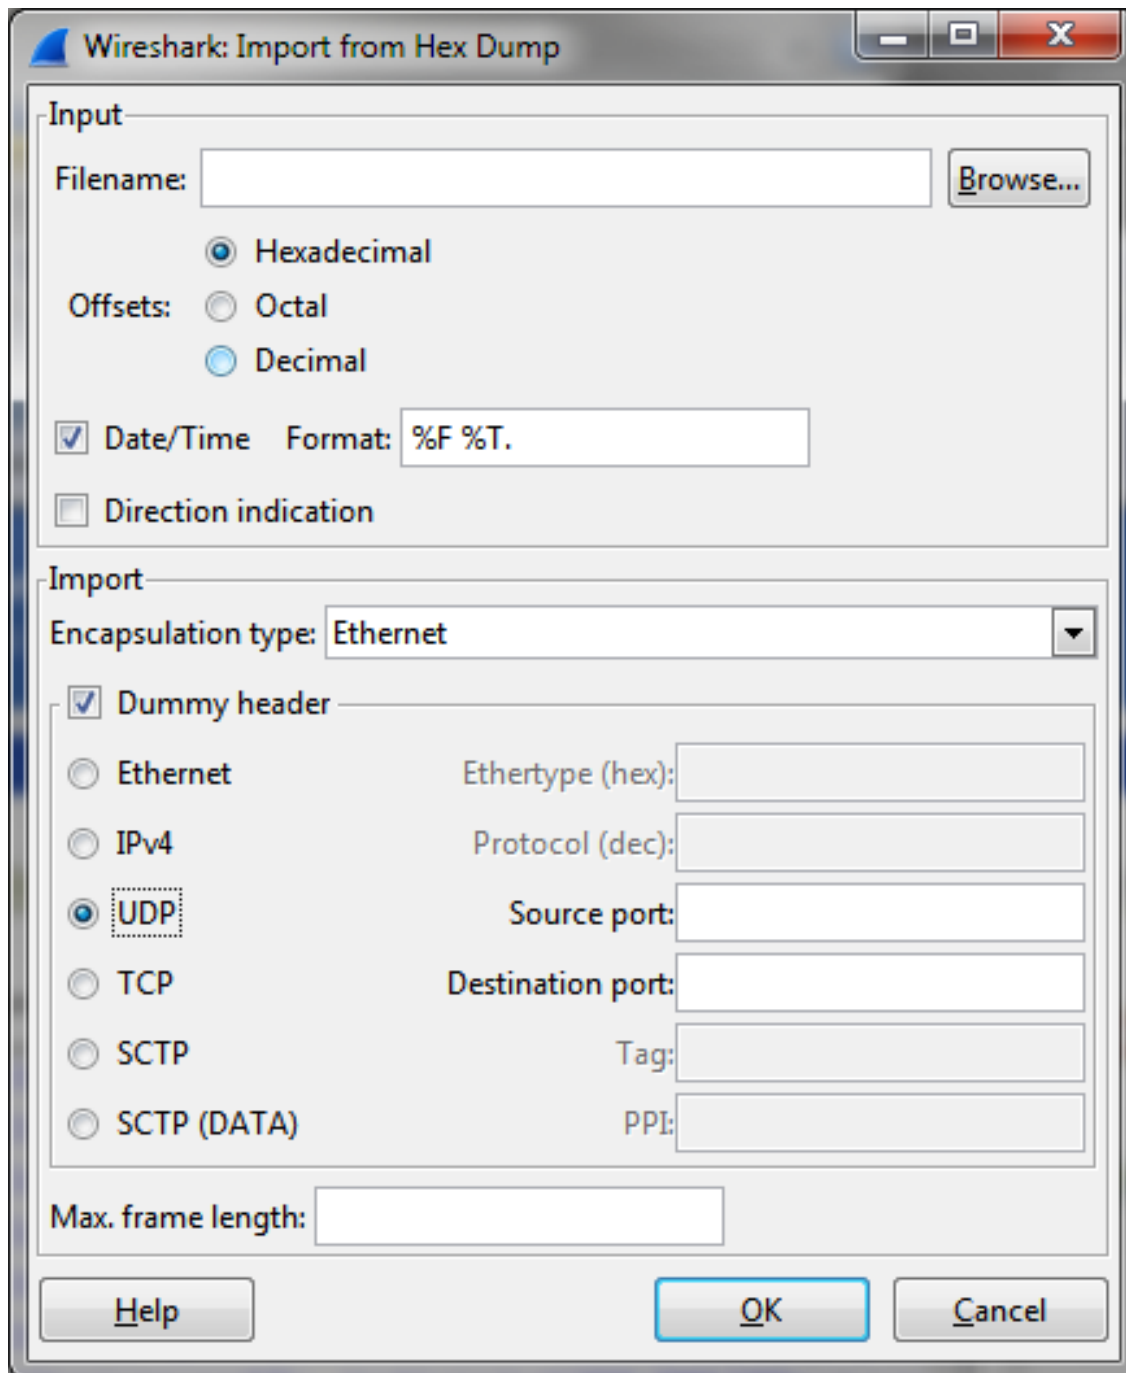 Wireshark: Import from Hex Dump
Input
Filename: Browse...
Hexadecimal
Offsets: Octal
Decimal
Date/Time Format: %F %T.
Direction indication
Import
Encapsulation type: Ethernet
Dummy header
Ethernet Ethertype (hex):
IPv4 Protocol (dec):
UDP Source port:
TCP Destination port:
SCTP Tag:
SCTP (DATA) PPI:
Max. frame length:
Help OK Cancel